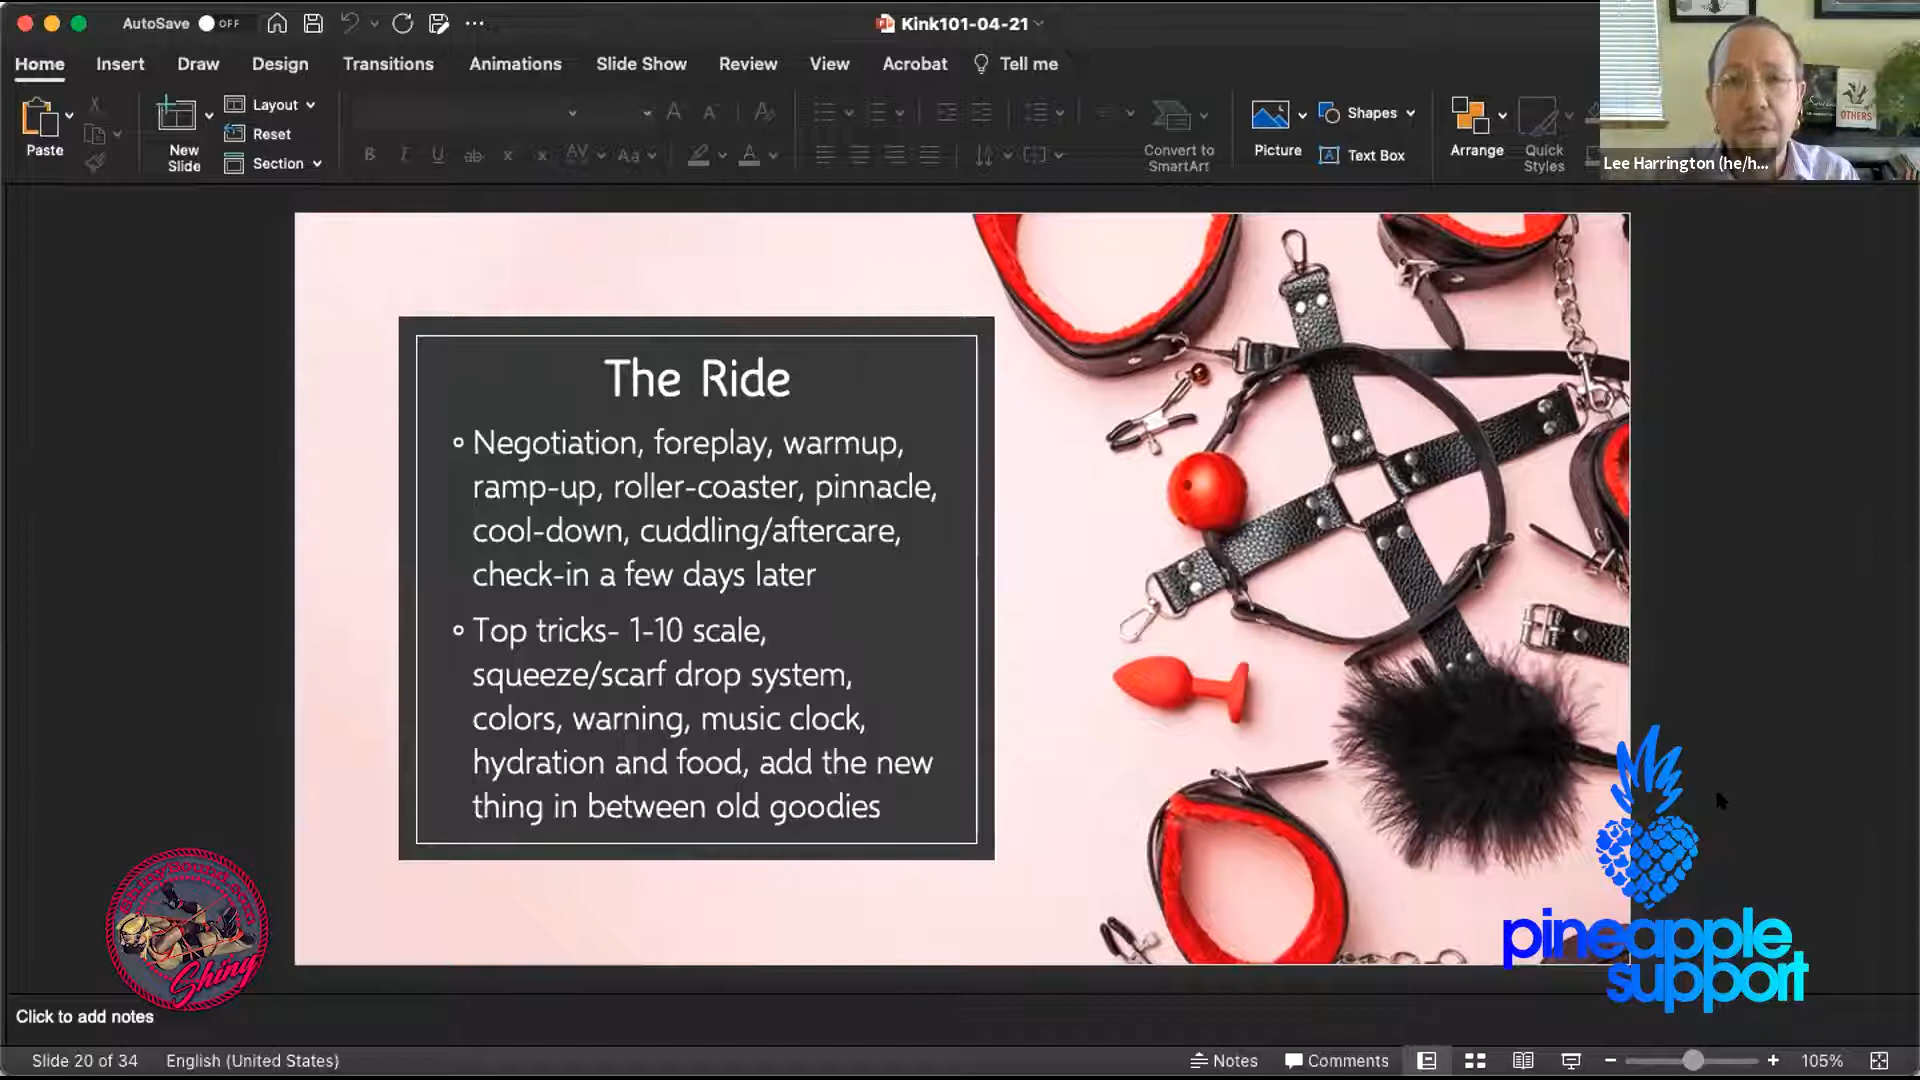 AutoSave OFF
Kink101-04-21
Home Insert Draw Design Transitions Animations Slide Show Review View Acrobat Tell me
Paste
New Slide
Layout
Reset
Section
Convert to SmartArt
Picture
Shapes
Text Box
Arrange
Quick Styles
OTHERS
Lee Harrington (he/h...
The Ride
Negotiation, foreplay, warmup,
ramp-up, roller-coaster, pinnacle,
cool-down, cuddling/aftercare,
check-in a few days later
Top tricks- 1-10 scale,
squeeze/scarf drop system,
colors, warning, music clock,
hydration and food, add the new
thing in between old goodies
Shiny
pineapple
support
Click to add notes
Slide 20 of 34 English (United States) Notes Comments 105%